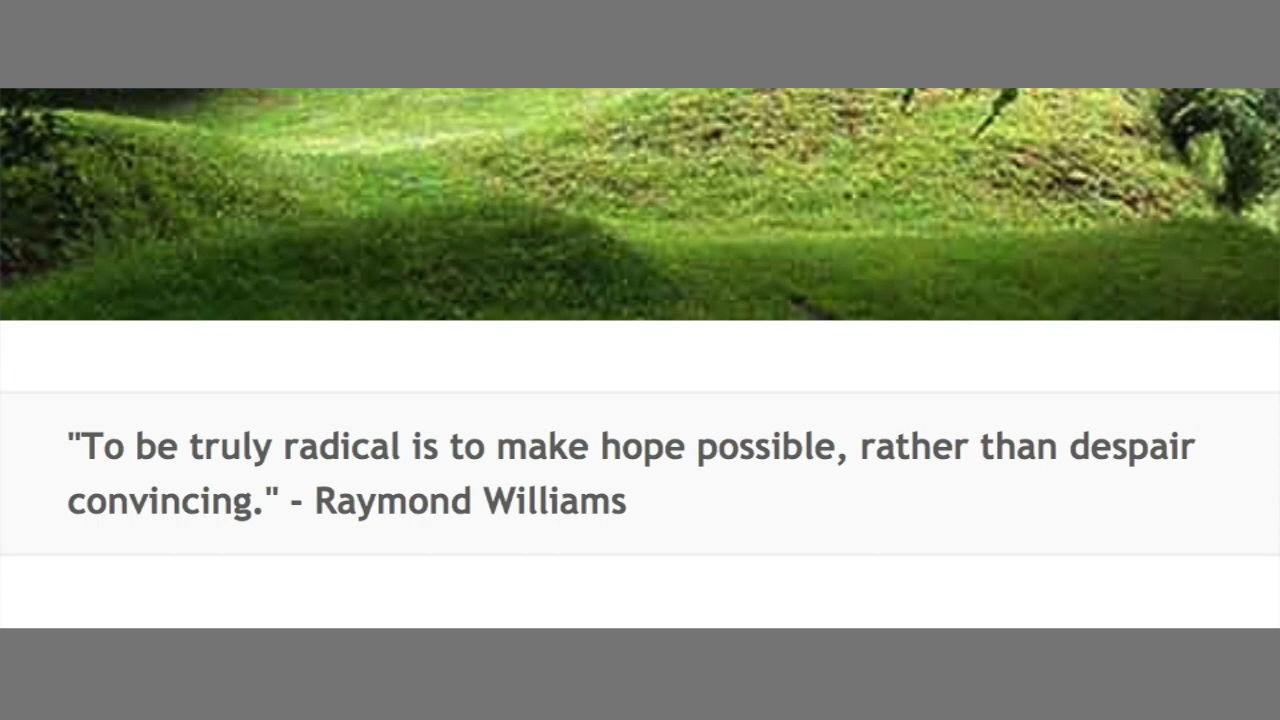 "To be truly radical is to make hope possible, rather than despair
convincing." - Raymond Williams